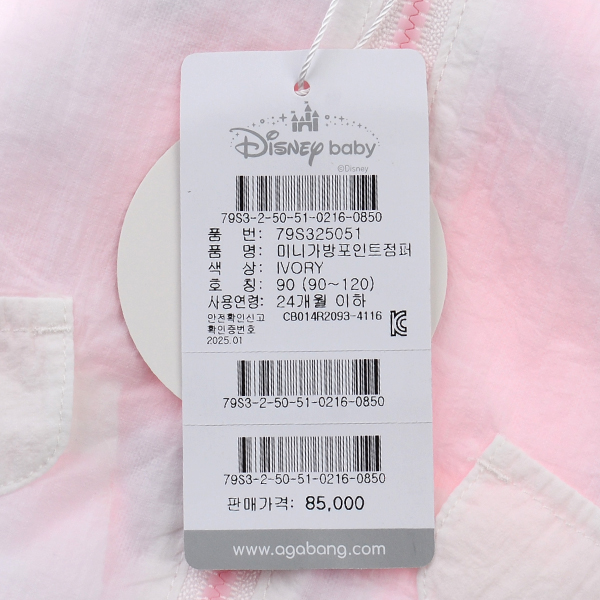 Disney baby
©Disney
79S3-2-50-51-0216-0850
품 번: 79S325051
품 명: 미니가방포인트점퍼
색 상: IVORY
호 칭: 90 (90~120)
사용연령: 24개월 이하
안전확인신고 CB014R2093-4116
확인증번호
2025.01
79S3-2-50-51-0216-0850
79S3-2-50-51-0216-0850
판매가격: 85,000
www.agabang.com